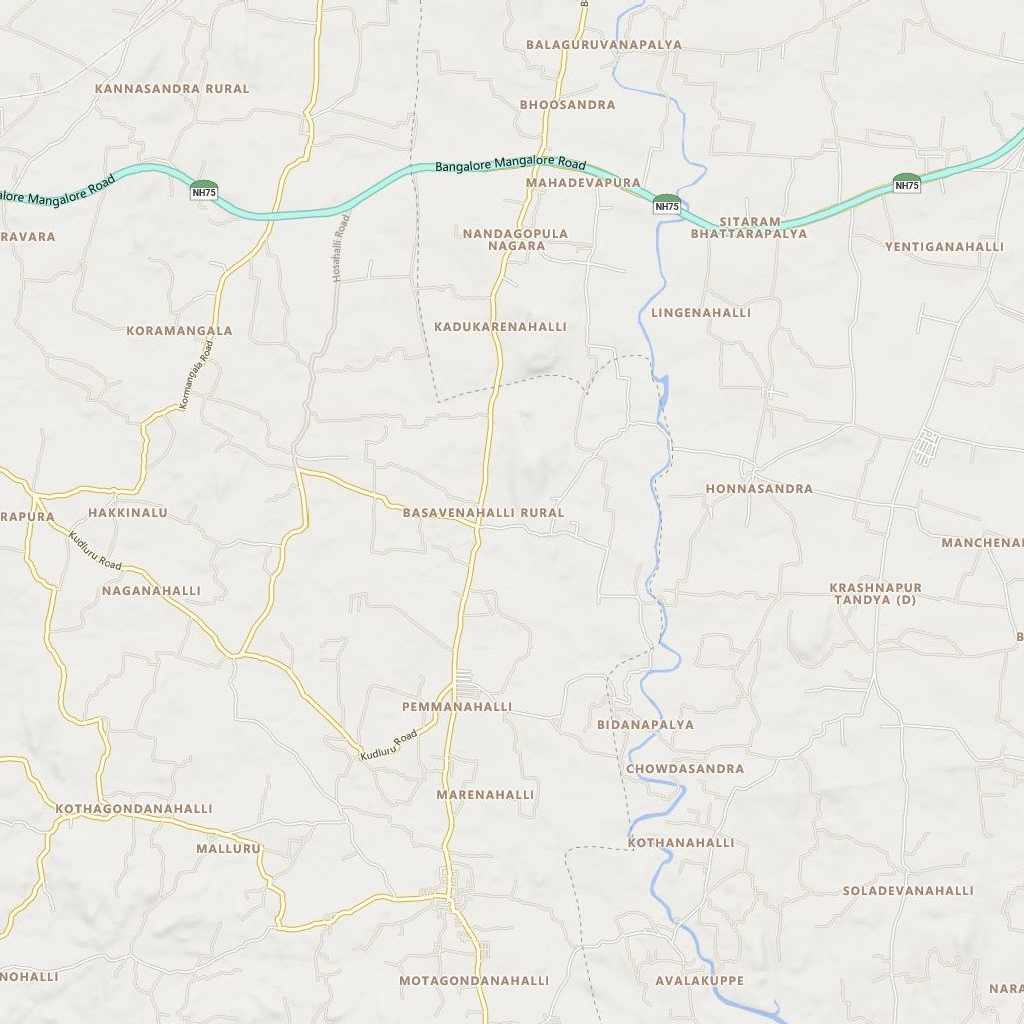 BALAGURUVANAPALYA
KANNASANDRA RURAL
BHOOSANDRA
Bangalore Mangalore Road
alore Mangalore Road
MAHADEVAPURA
NH75
NH75
NH75
SITARAM
BHATTARAPALYA
RAVARA
NANDAGOPULA
NAGARA
YENTIGANAHALLI
Hosahalli Road
LINGENAHALLI
KADUKARENAHALLI
KORAMANGALA
Kormangala Road
HONNASANDRA
RAPURA
HAKKINALU
BASAVENAHALLI RURAL
MANCHENAH
Kudluru Road
NAGANAHALLI
KRASHNAPUR
TANDYA (D)
B
PEMMANAHALLI
BIDANAPALYA
Kudluru Road
CHOWDASANDRA
MARENAHALLI
KOTHAGONDANAHALLI
KOTHANAHALLI
MALLURU
SOLADEVANAHALLI
NOHALLI
MOTAGONDANAHALLI
AVALAKUPPE
NARA